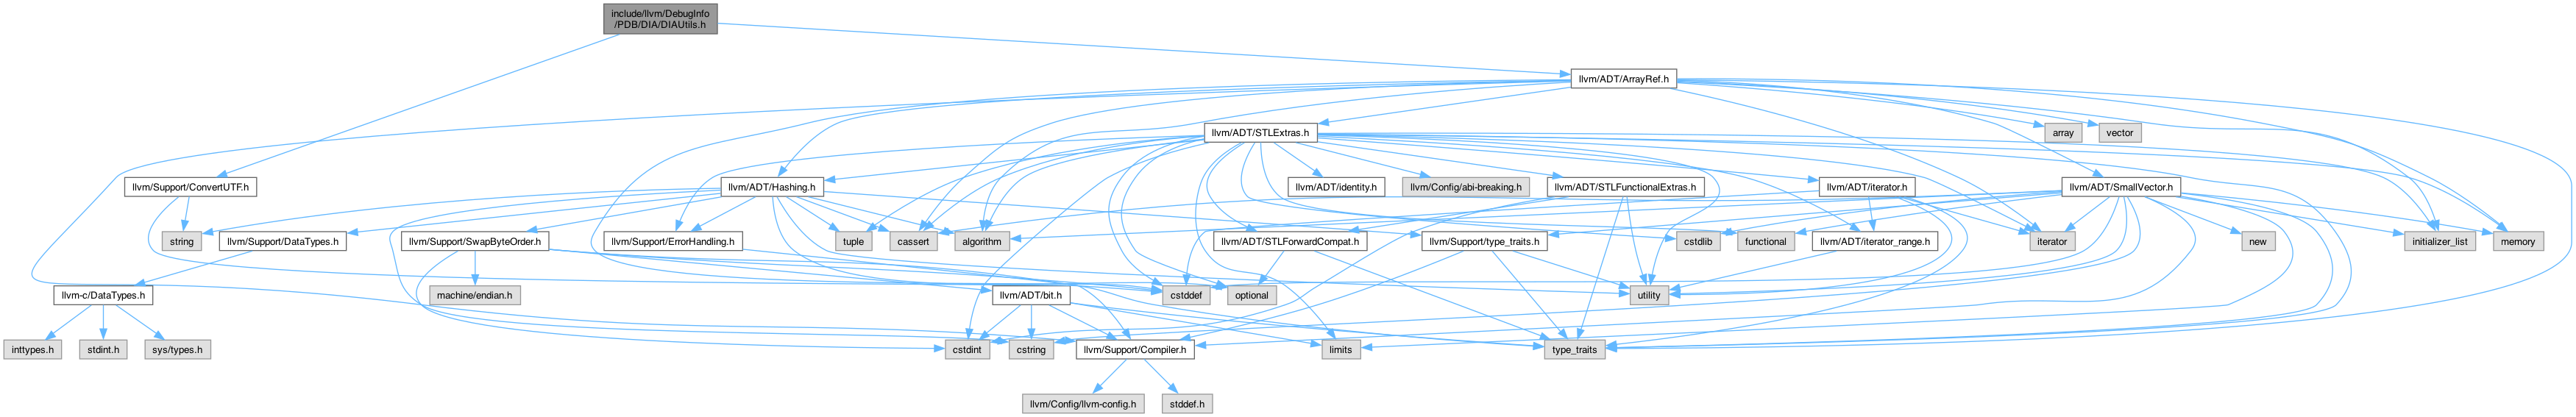 include/llvm/DebugInfo
/PDB/DIA/DIAUtils.h
llvm/ADT/ArrayRef.h
llvm/ADT/STLExtras.h
array
vector
llvm/Support/ConvertUTF.h
llvm/ADT/Hashing.h
llvm/ADT/identity.h
llvm/Config/abi-breaking.h
llvm/ADT/STLFunctionalExtras.h
llvm/ADT/iterator.h
llvm/ADT/SmallVector.h
string
llvm/Support/DataTypes.h
llvm/Support/SwapByteOrder.h
llvm/Support/ErrorHandling.h
tuple
cassert
algorithm
llvm/ADT/STLForwardCompat.h
llvm/Support/type_traits.h
cstdlib
functional
llvm/ADT/iterator_range.h
iterator
new
initializer_list
memory
llvm-c/DataTypes.h
machine/endian.h
llvm/ADT/bit.h
cstddef
optional
utility
inttypes.h
stdint.h
sys/types.h
cstdint
cstring
llvm/Support/Compiler.h
limits
type_traits
llvm/Config/llvm-config.h
stddef.h